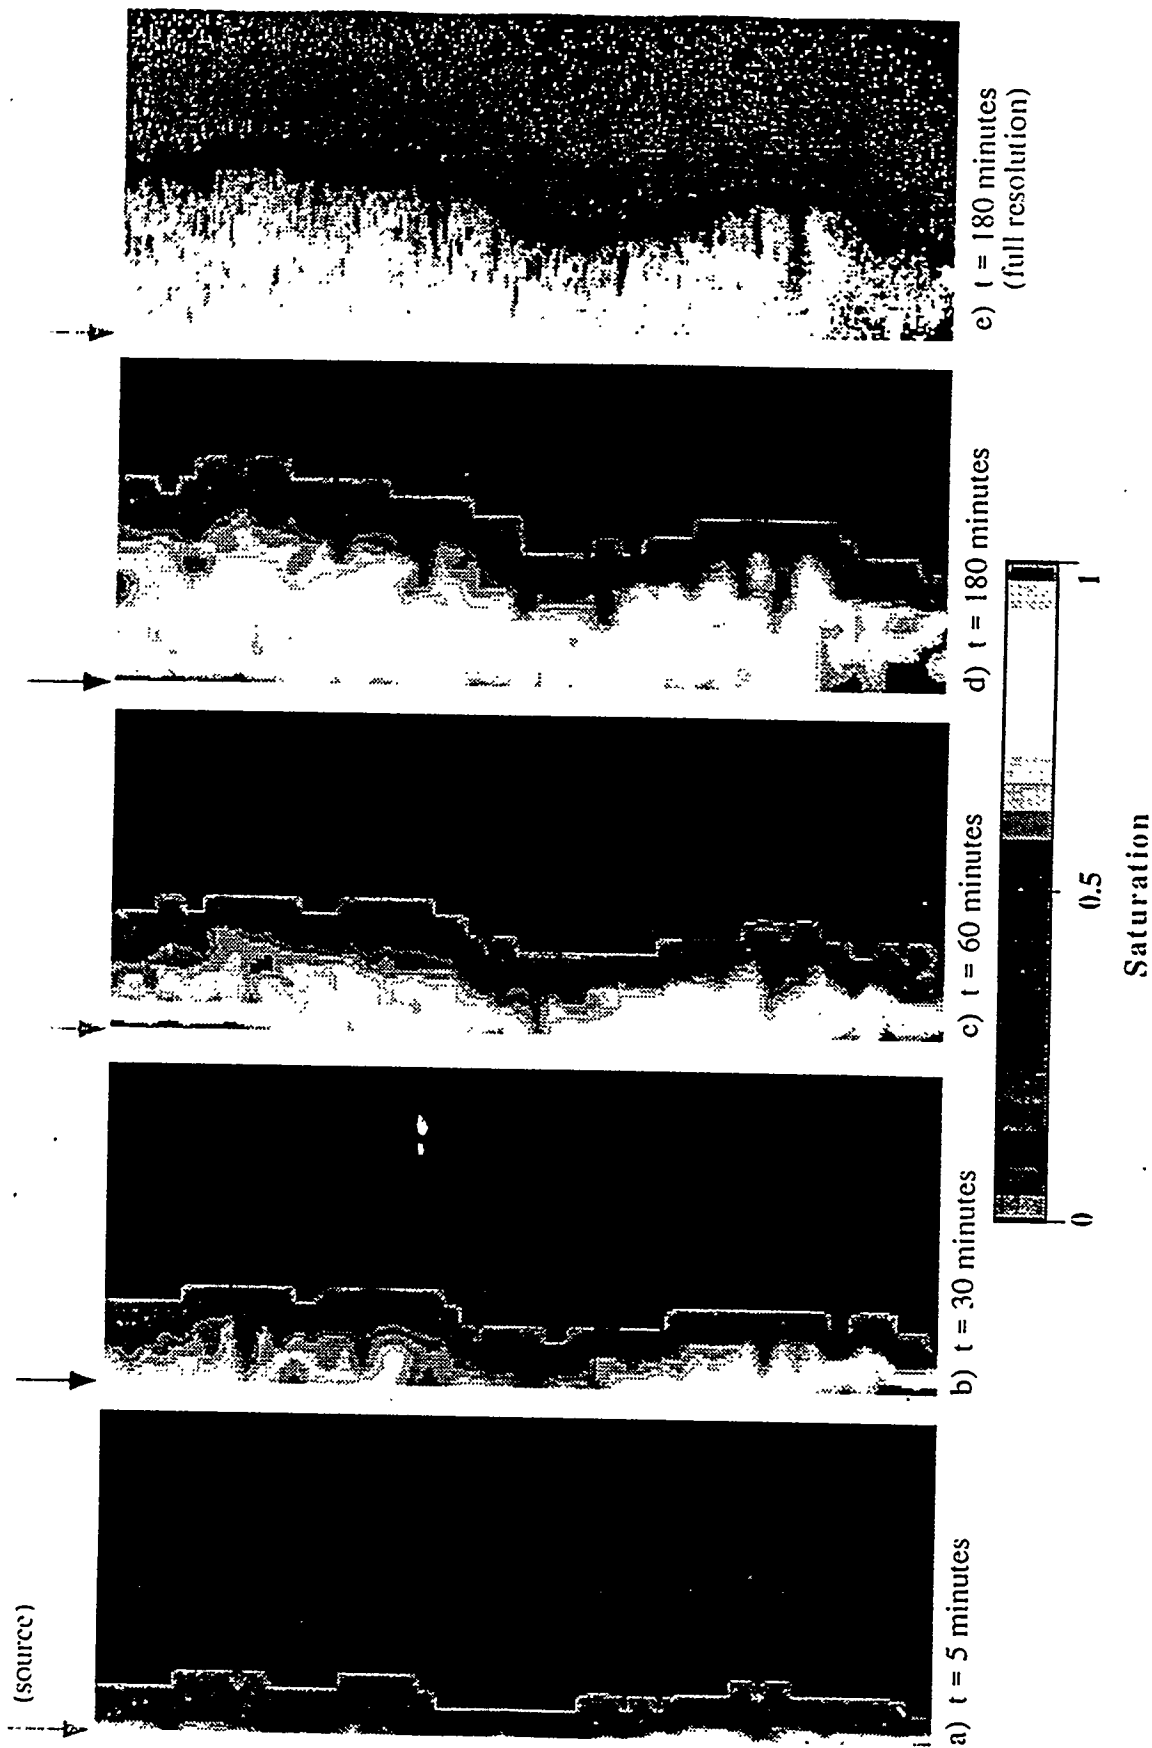 (source)
a) t = 5 minutes
b) t = 30 minutes
c) t = 60 minutes
d) t = 180 minutes
e) t = 180 minutes
(full resolution)
0
0.5
1
Saturation